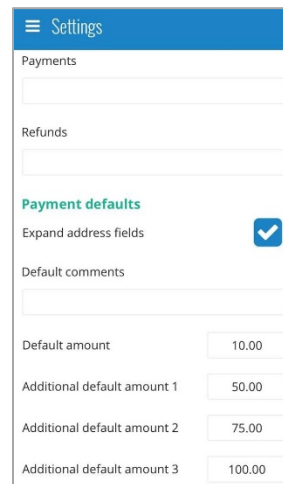 Settings
Payments
Refunds
Payment defaults
Expand address fields
Default comments
Default amount 10.00
Additional default amount 1 50.00
Additional default amount 2 75.00
Additional default amount 3 100.00